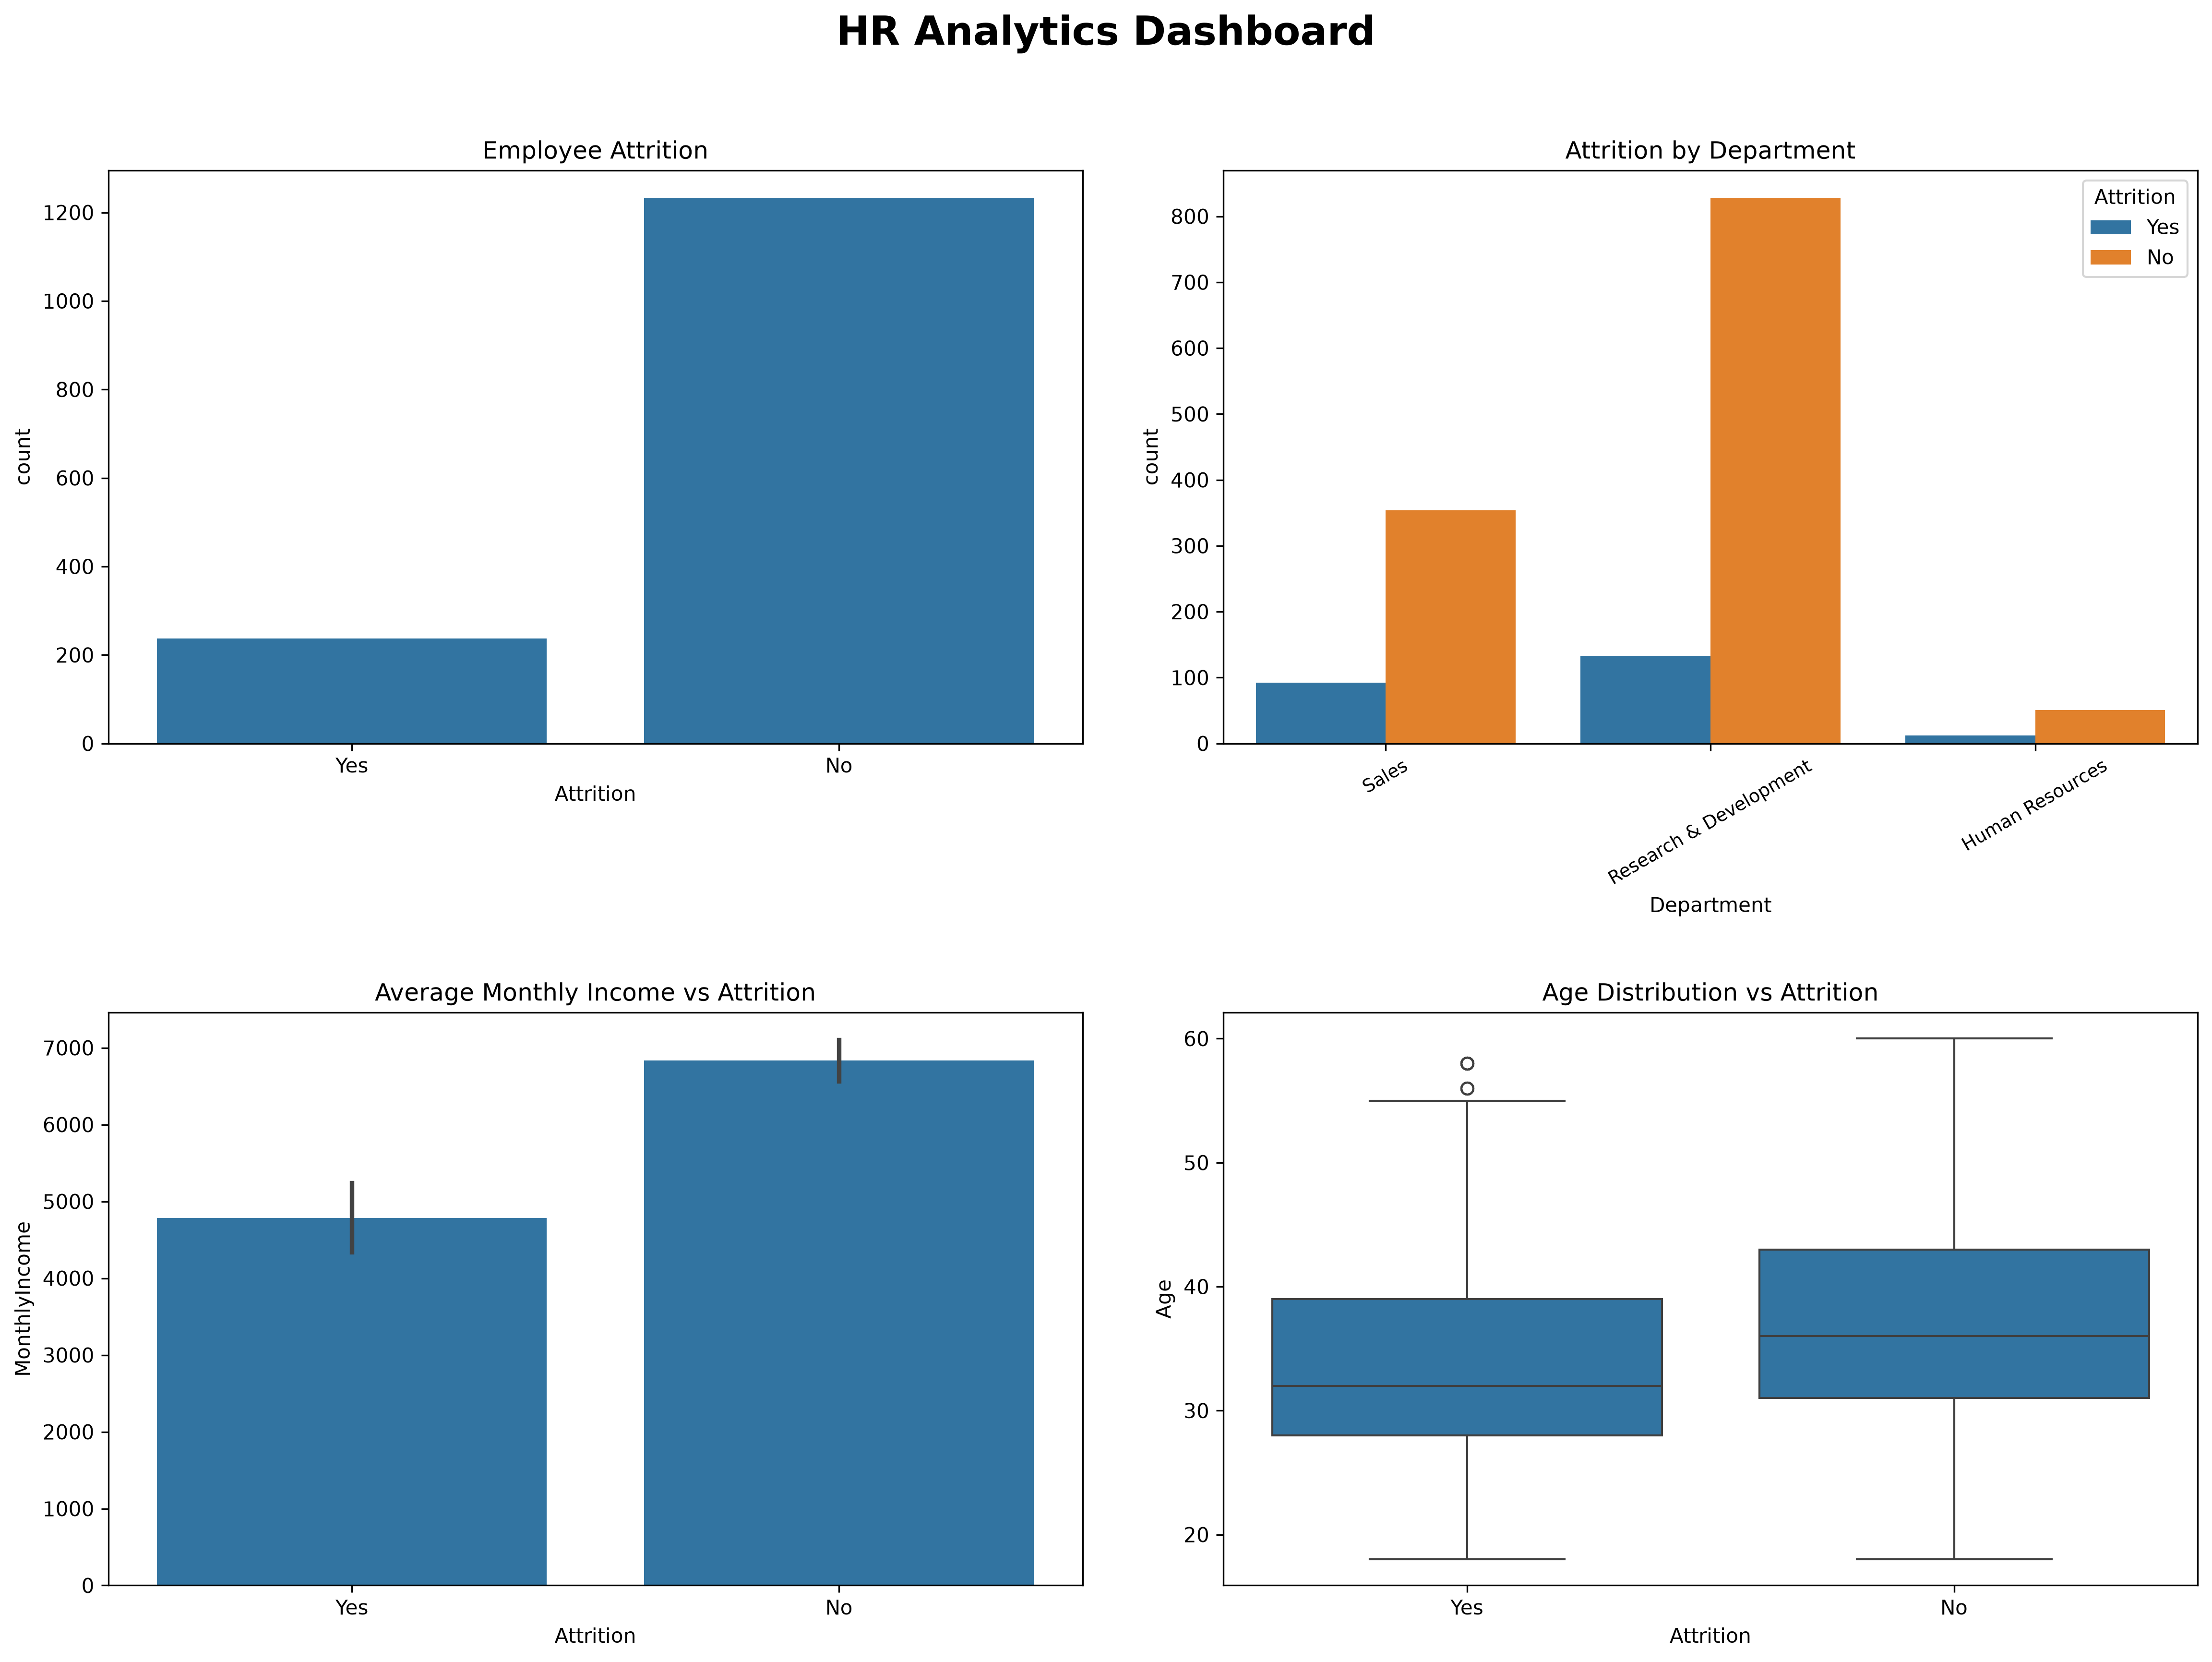 HR Analytics Dashboard
Employee Attrition
1200
1000
800
600
400
200
0
count
Yes
No
Attrition
Attrition by Department
Attrition
Yes
No
800
700
600
500
400
300
200
100
0
count
Sales
Research & Development
Human Resources
Department
Average Monthly Income vs Attrition
7000
6000
5000
4000
3000
2000
1000
0
MonthlyIncome
Yes
No
Attrition
Age Distribution vs Attrition
60
50
40
30
20
Age
Yes
No
Attrition